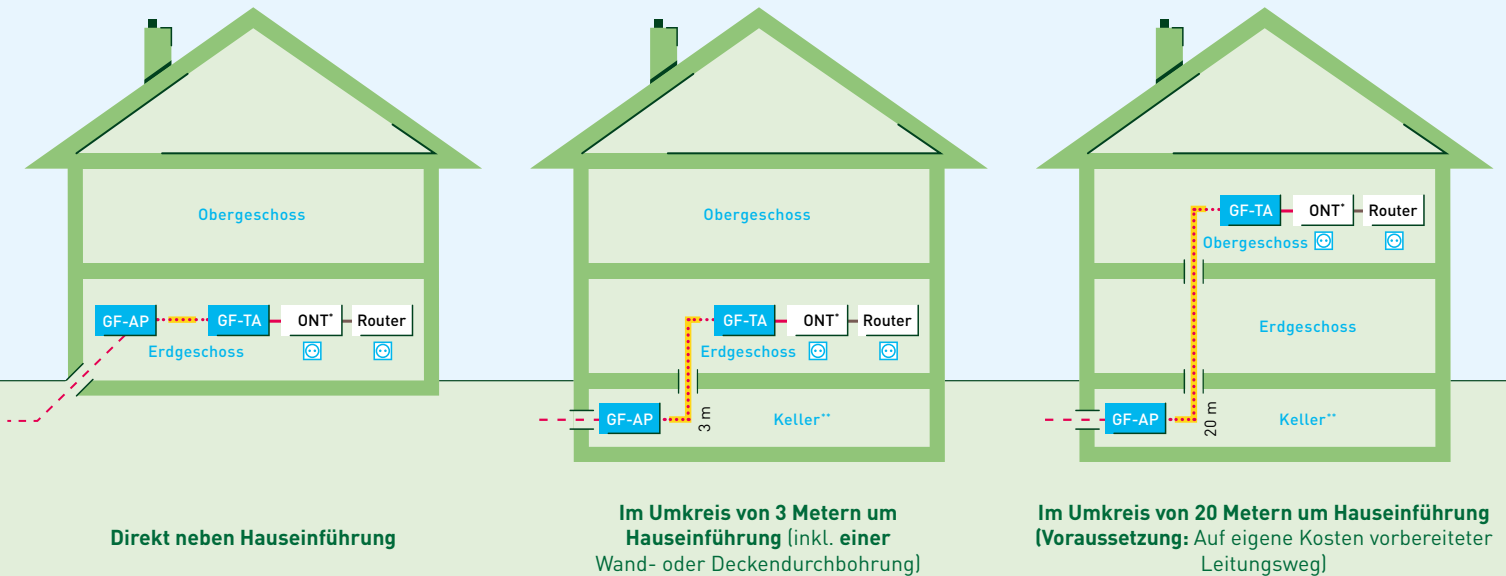 Obergeschoss
GF-AP
GF-TA
ONT*
Router
Erdgeschoss
Direkt neben Hauseinführung
Obergeschoss
GF-TA
ONT*
Router
Erdgeschoss
GF-AP
3 m
Keller**
Im Umkreis von 3 Metern um
Hauseinführung (inkl. einer
Wand- oder Deckendurchbohrung)
GF-TA
ONT*
Router
Obergeschoss
Erdgeschoss
GF-AP
20 m
Keller**
Im Umkreis von 20 Metern um Hauseinführung
(Voraussetzung: Auf eigene Kosten vorbereiteter
Leitungsweg)